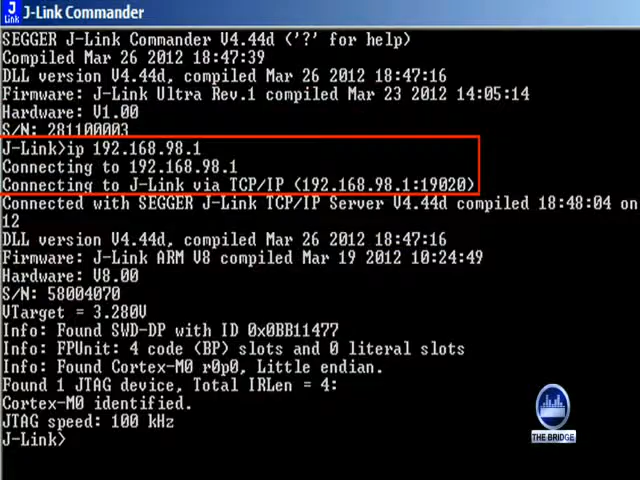 J-Link Commander
J
Link
SEGGER J-Link Commander V4.44d ('?' for help)
Compiled Mar 26 2012 18:47:39
DLL version V4.44d, compiled Mar 26 2012 18:47:16
Firmware: J-Link Ultra Rev.1 compiled Mar 23 2012 14:05:14
Hardware: V1.00
S/N: 281100003
J-Link>ip 192.168.98.1
Connecting to 192.168.98.1
Connecting to J-Link via TCP/IP (192.168.98.1:19020)
Connected with SEGGER J-Link TCP/IP Server V4.44d compiled 18:48:04 on
12
DLL version V4.44d, compiled Mar 26 2012 18:47:16
Firmware: J-Link ARM V8 compiled Mar 19 2012 10:24:49
Hardware: V8.00
S/N: 58004070
VTarget = 3.280V
Info: Found SWD-DP with ID 0x0BB11477
Info: FPUnit: 4 code (BP) slots and 0 literal slots
Info: Found Cortex-M0 r0p0, Little endian.
Found 1 JTAG device, Total IRLen = 4:
Cortex-M0 identified.
JTAG speed: 100 kHz
J-Link>
THE BRIDGE